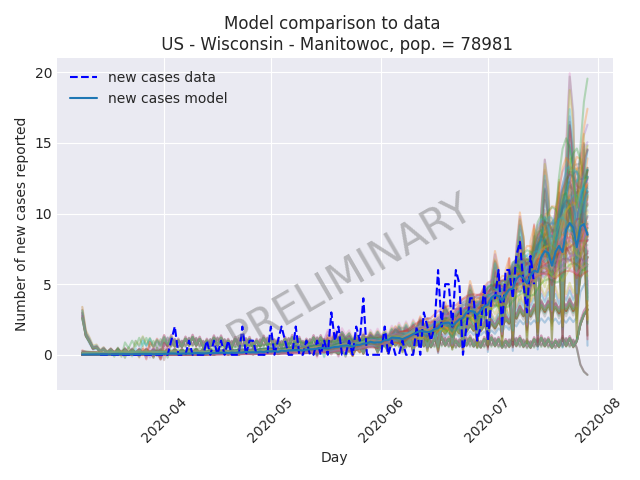 Model comparison to data
US - Wisconsin - Manitowoc, pop. = 78981
new cases data
new cases model
Number of new cases reported
20
15
10
5
0
PRELIMINARY
2020-04
2020-05
2020-06
2020-07
2020-08
Day